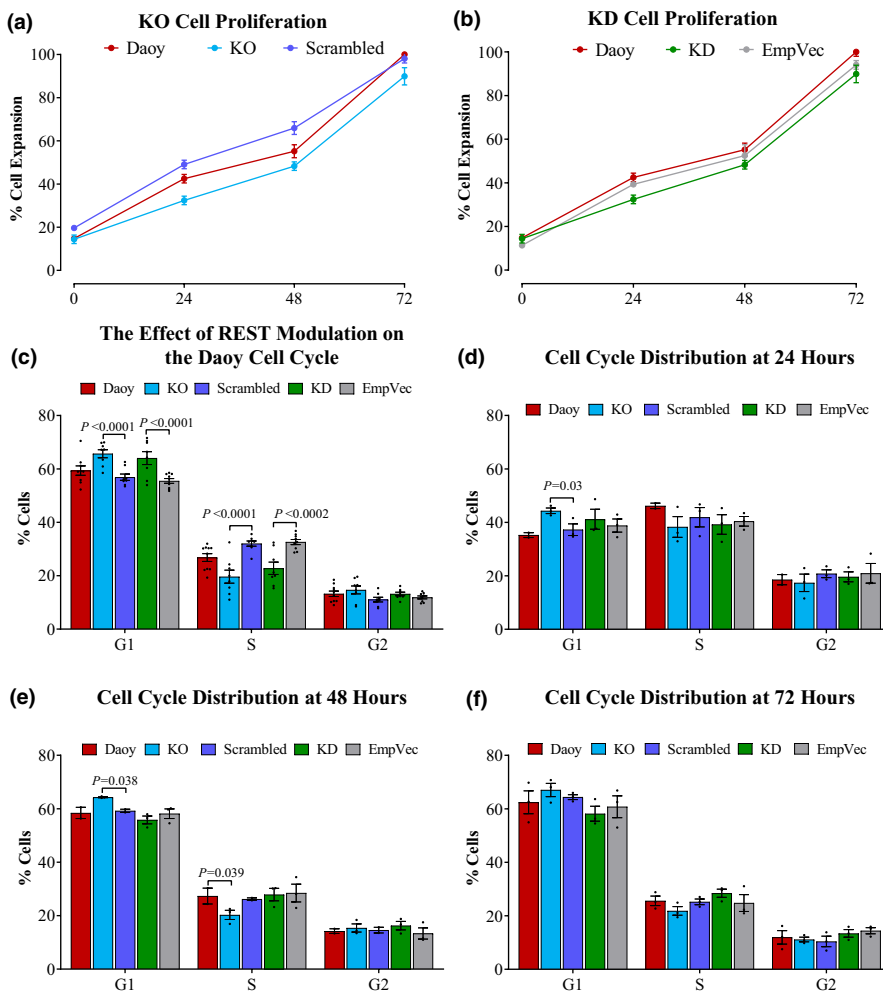 (a)
KO Cell Proliferation
Daoy KO Scrambled
% Cell Expansion
100
80
60
40
20
0
0 24 48 72
(b)
KD Cell Proliferation
Daoy KD EmpVec
% Cell Expansion
100
80
60
40
20
0
0 24 48 72
(c)
The Effect of REST Modulation on
the Daoy Cell Cycle
Daoy KO Scrambled KD EmpVec
% Cells
80
60
40
20
0
P <0.0001 P <0.0001
P <0.0001 P <0.0002
G1 S G2
(d)
Cell Cycle Distribution at 24 Hours
Daoy KO Scrambled KD EmpVec
% Cells
80
60
40
20
0
P=0.03
G1 S G2
(e)
Cell Cycle Distribution at 48 Hours
Daoy KO Scrambled KD EmpVec
% Cells
80
60
40
20
0
P=0.038
P=0.039
G1 S G2
(f)
Cell Cycle Distribution at 72 Hours
Daoy KO Scrambled KD EmpVec
% Cells
80
60
40
20
0
G1 S G2